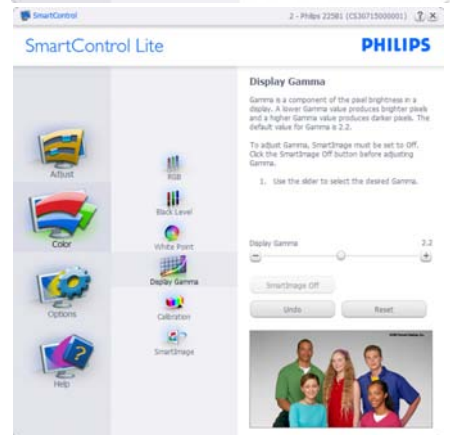 SmartControl
2 - Philips 225B1 (CS30715000001)
SmartControl Lite
PHILIPS
Adjust
Color
Options
Help
RGB
Black Level
White Point
Display Gamma
Calibration
SmartImage
Display Gamma
Gamma is a component of the pixel brightness in a
display. A lower Gamma value produces brighter pixels
and a higher Gamma value produces darker pixels. The
default value for Gamma is 2.2.
To adjust Gamma, SmartImage must be set to Off.
Click the SmartImage Off button before adjusting
Gamma.
1. Use the slider to select the desired Gamma.
Display Gamma 2.2
SmartImage Off
Undo
Reset